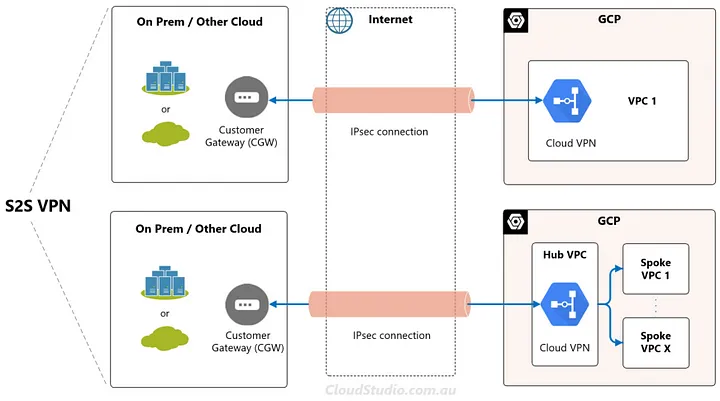 S2S VPN
On Prem / Other Cloud
or
Customer
Gateway (CGW)
Internet
IPsec connection
GCP
VPC 1
Cloud VPN
On Prem / Other Cloud
or
Customer
Gateway (CGW)
IPsec connection
GCP
Hub VPC
Cloud VPN
Spoke
VPC 1
Spoke
VPC X
CloudStudio.com.au